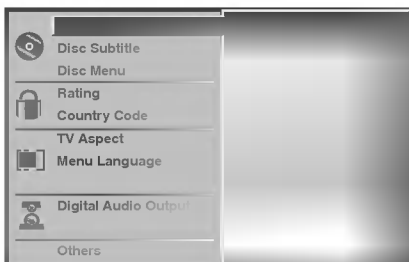 Disc Subtitle
Disc Menu
Rating
Country Code
TV Aspect
Menu Language
Digital Audio Output
Others